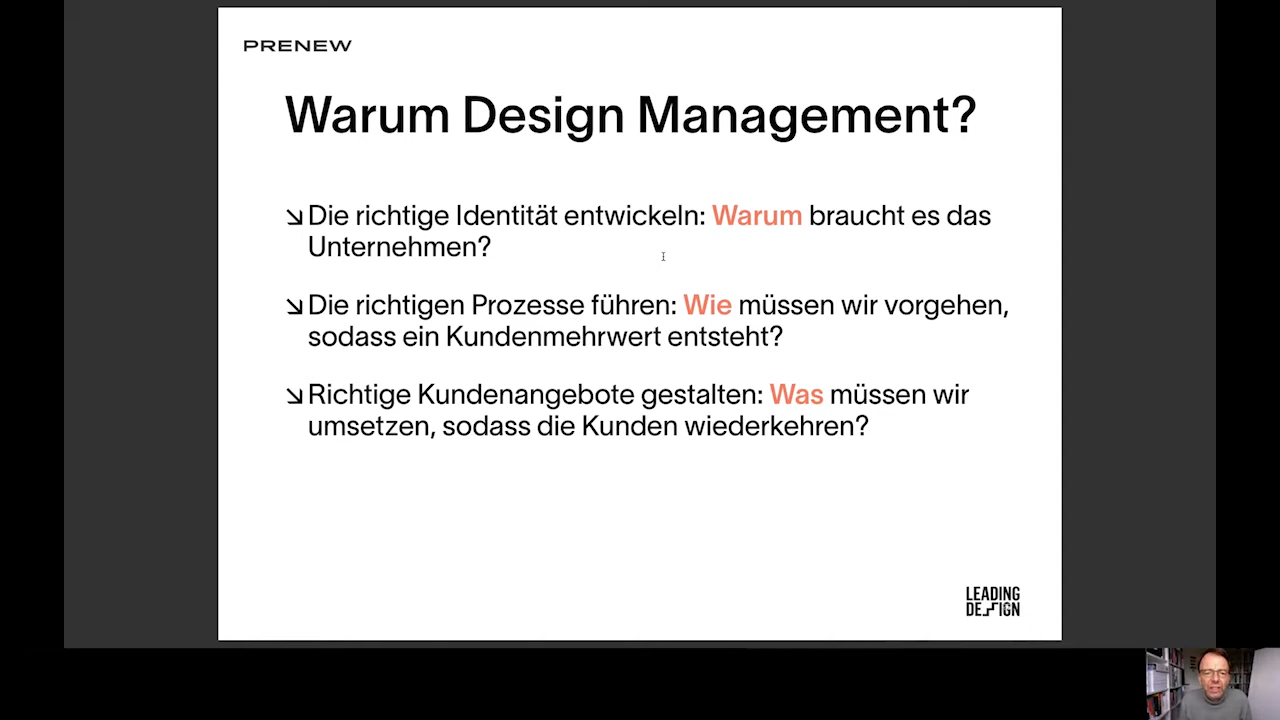 PRENEW
Warum Design Management?
↘ Die richtige Identität entwickeln: Warum braucht es das
Unternehmen?
↘ Die richtigen Prozesse führen: Wie müssen wir vorgehen,
sodass ein Kundenmehrwert entsteht?
↘ Richtige Kundenangebote gestalten: Was müssen wir
umsetzen, sodass die Kunden wiederkehren?
LEADING
DESIGN